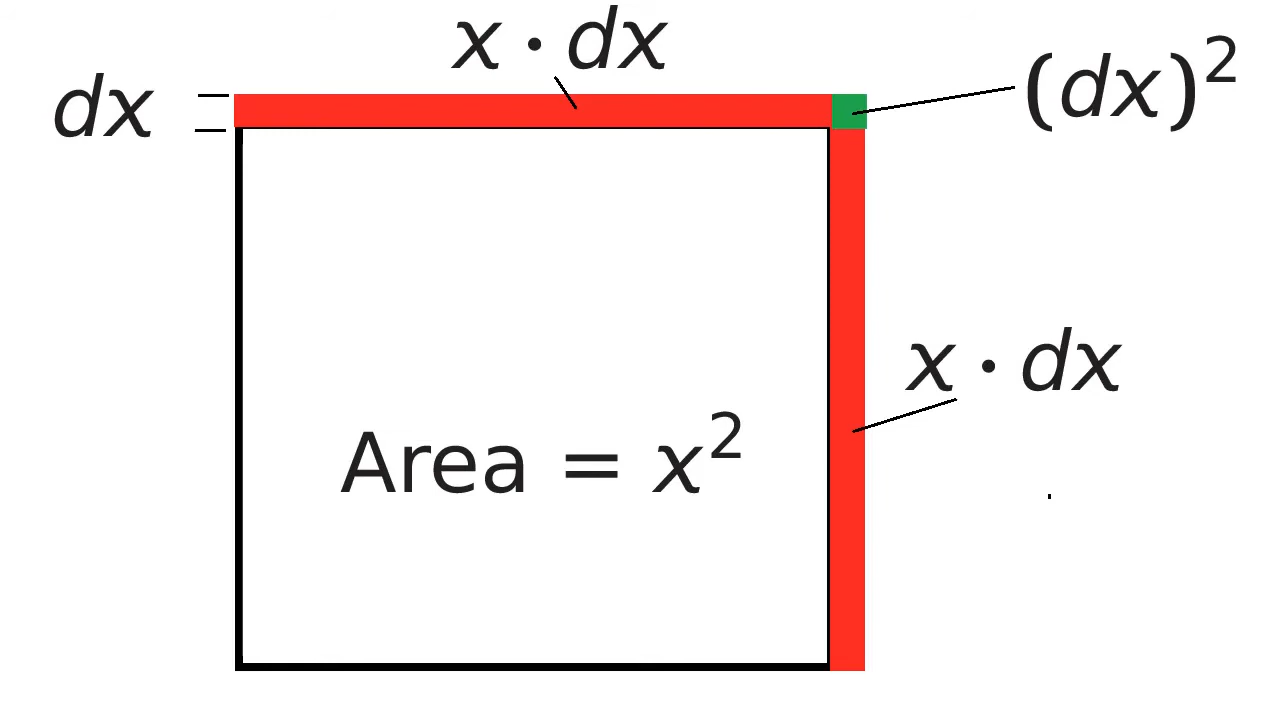 x · dx
dx
(dx)²
x · dx
Area = x²